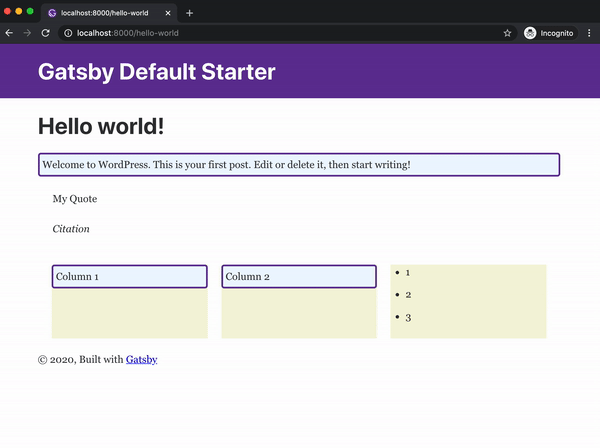 localhost:8000/hello-world
localhost:8000/hello-world
Incognito
Gatsby Default Starter
Hello world!
Welcome to WordPress. This is your first post. Edit or delete it, then start writing!
My Quote
Citation
Column 1
Column 2
1
2
3
© 2020, Built with Gatsby